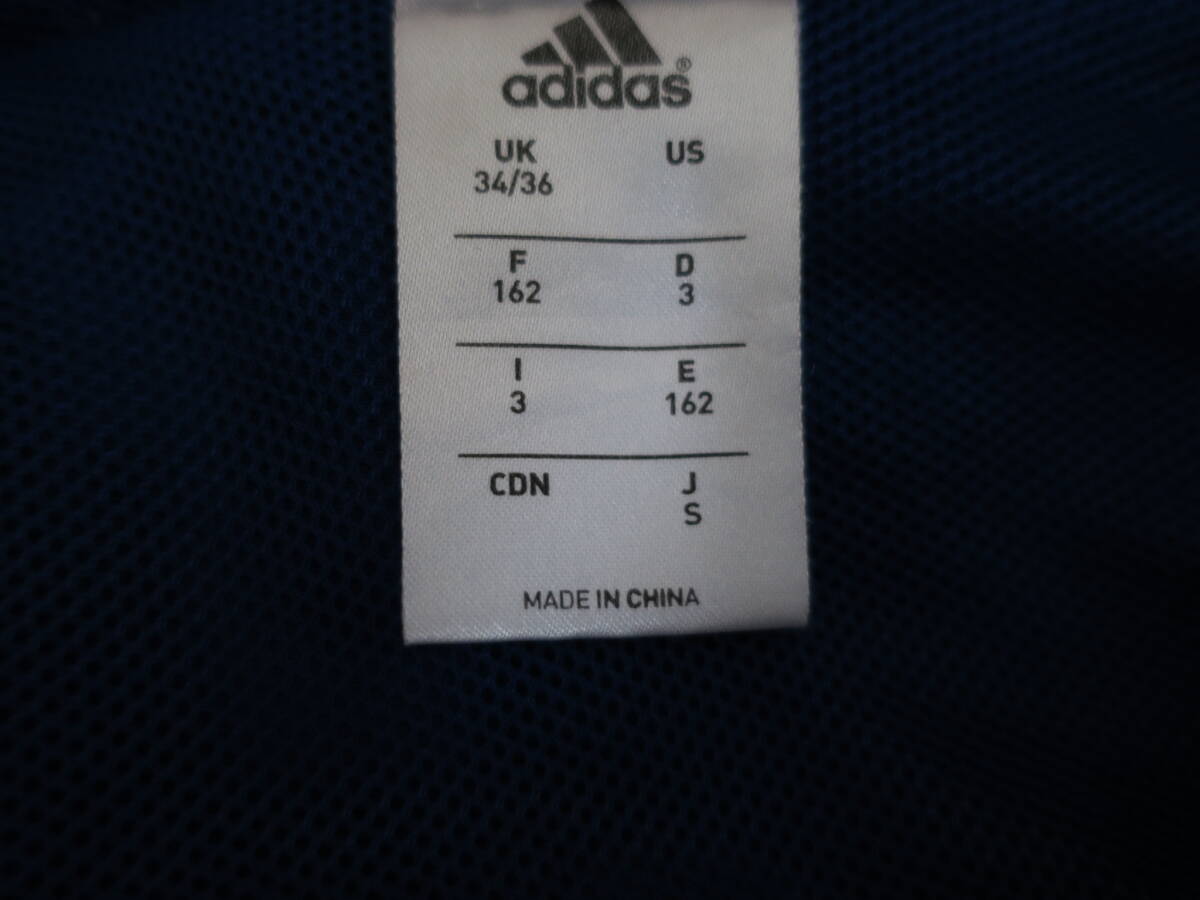 adidas®
UK US
34/36
F D
162 3
I E
3 162
CDN J
S
MADE IN CHINA